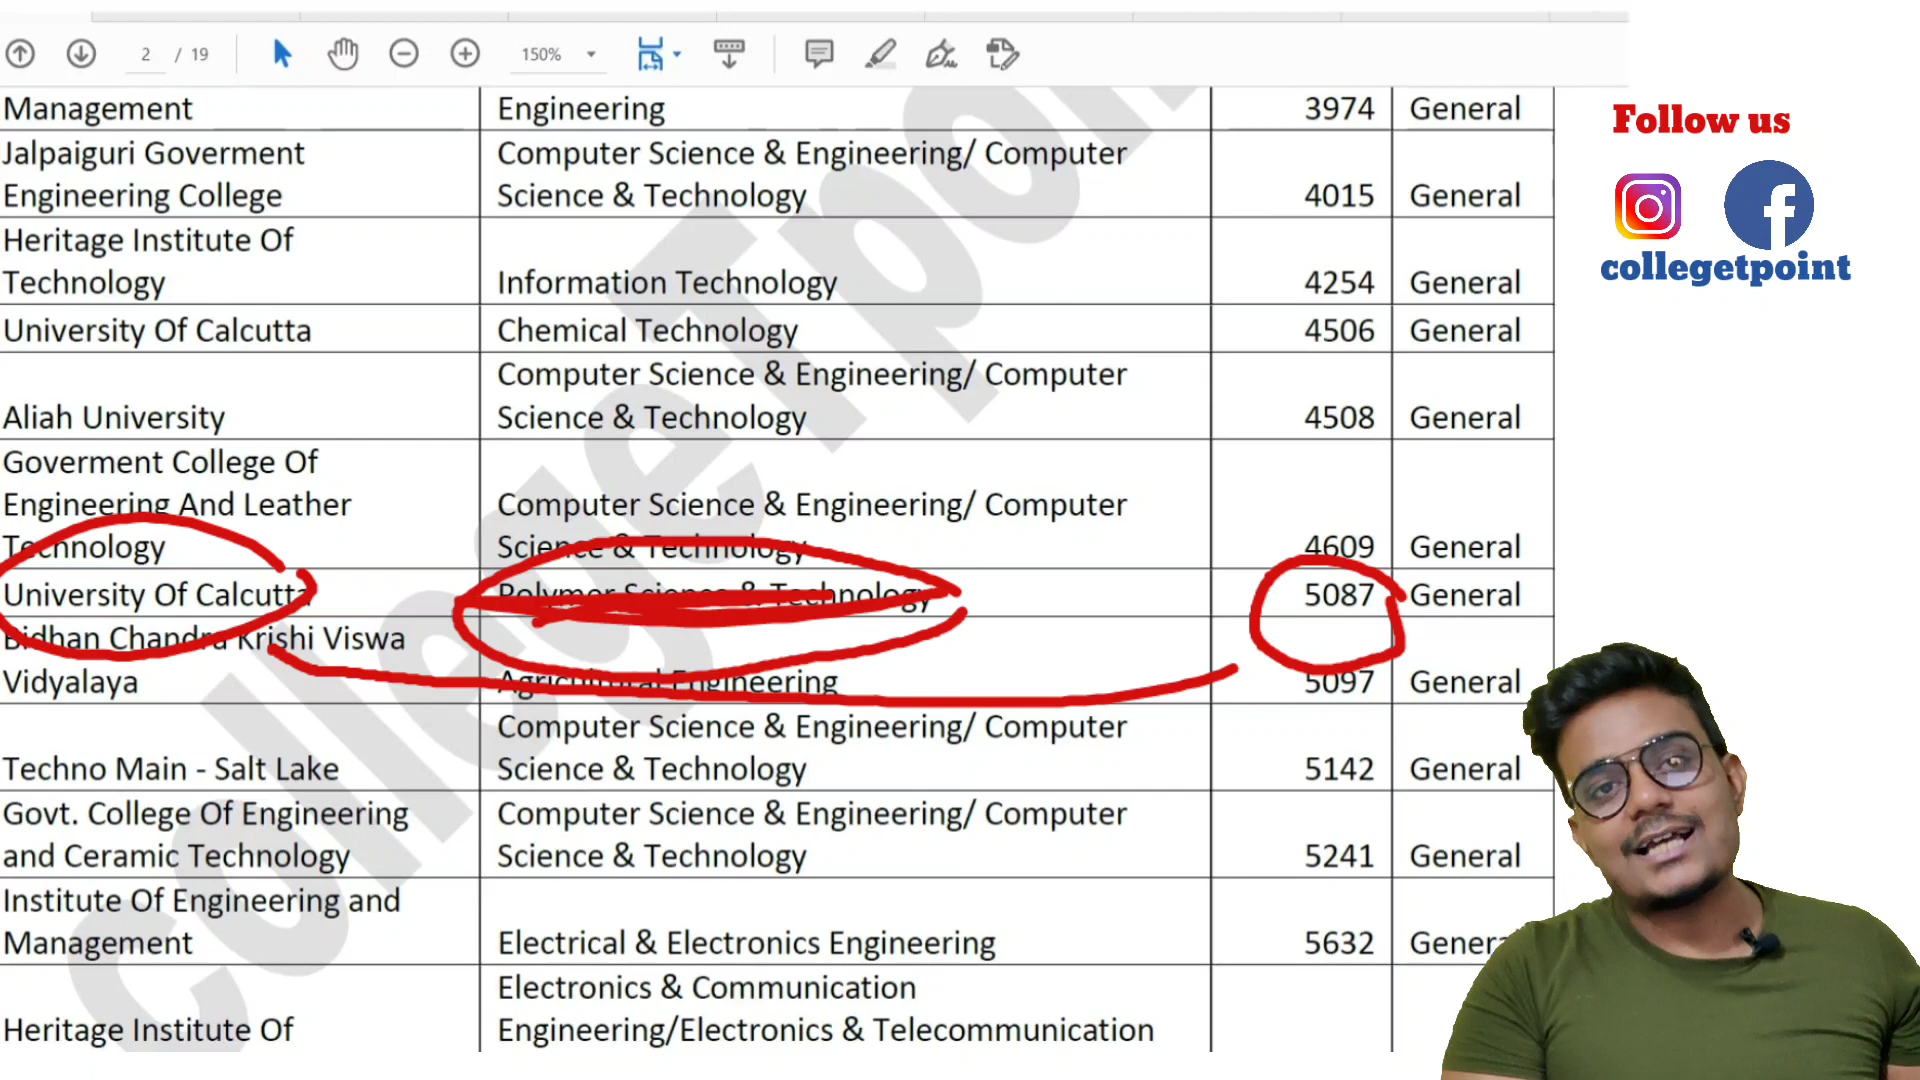 2 / 19
150%
Management Engineering 3974 General
Jalpaiguri Goverment Computer Science & Engineering/ Computer
Engineering College Science & Technology 4015 General
Heritage Institute Of
Technology Information Technology 4254 General
University Of Calcutta Chemical Technology 4506 General
Computer Science & Engineering/ Computer
Aliah University Science & Technology 4508 General
Goverment College Of
Engineering And Leather Computer Science & Engineering/ Computer
Technology Science & Technology 4609 General
University Of Calcutta Polymer Science & Technology 5087 General
Bidhan Chandra Krishi Viswa
Vidyalaya Agricultural Engineering 5097 General
Computer Science & Engineering/ Computer
Techno Main - Salt Lake Science & Technology 5142 General
Govt. College Of Engineering Computer Science & Engineering/ Computer
and Ceramic Technology Science & Technology 5241 General
Institute Of Engineering and
Management Electrical & Electronics Engineering 5632 General
Electronics & Communication
Heritage Institute Of Engineering/Electronics & Telecommunication
CollegeTpoin
Follow us
collegetpoint